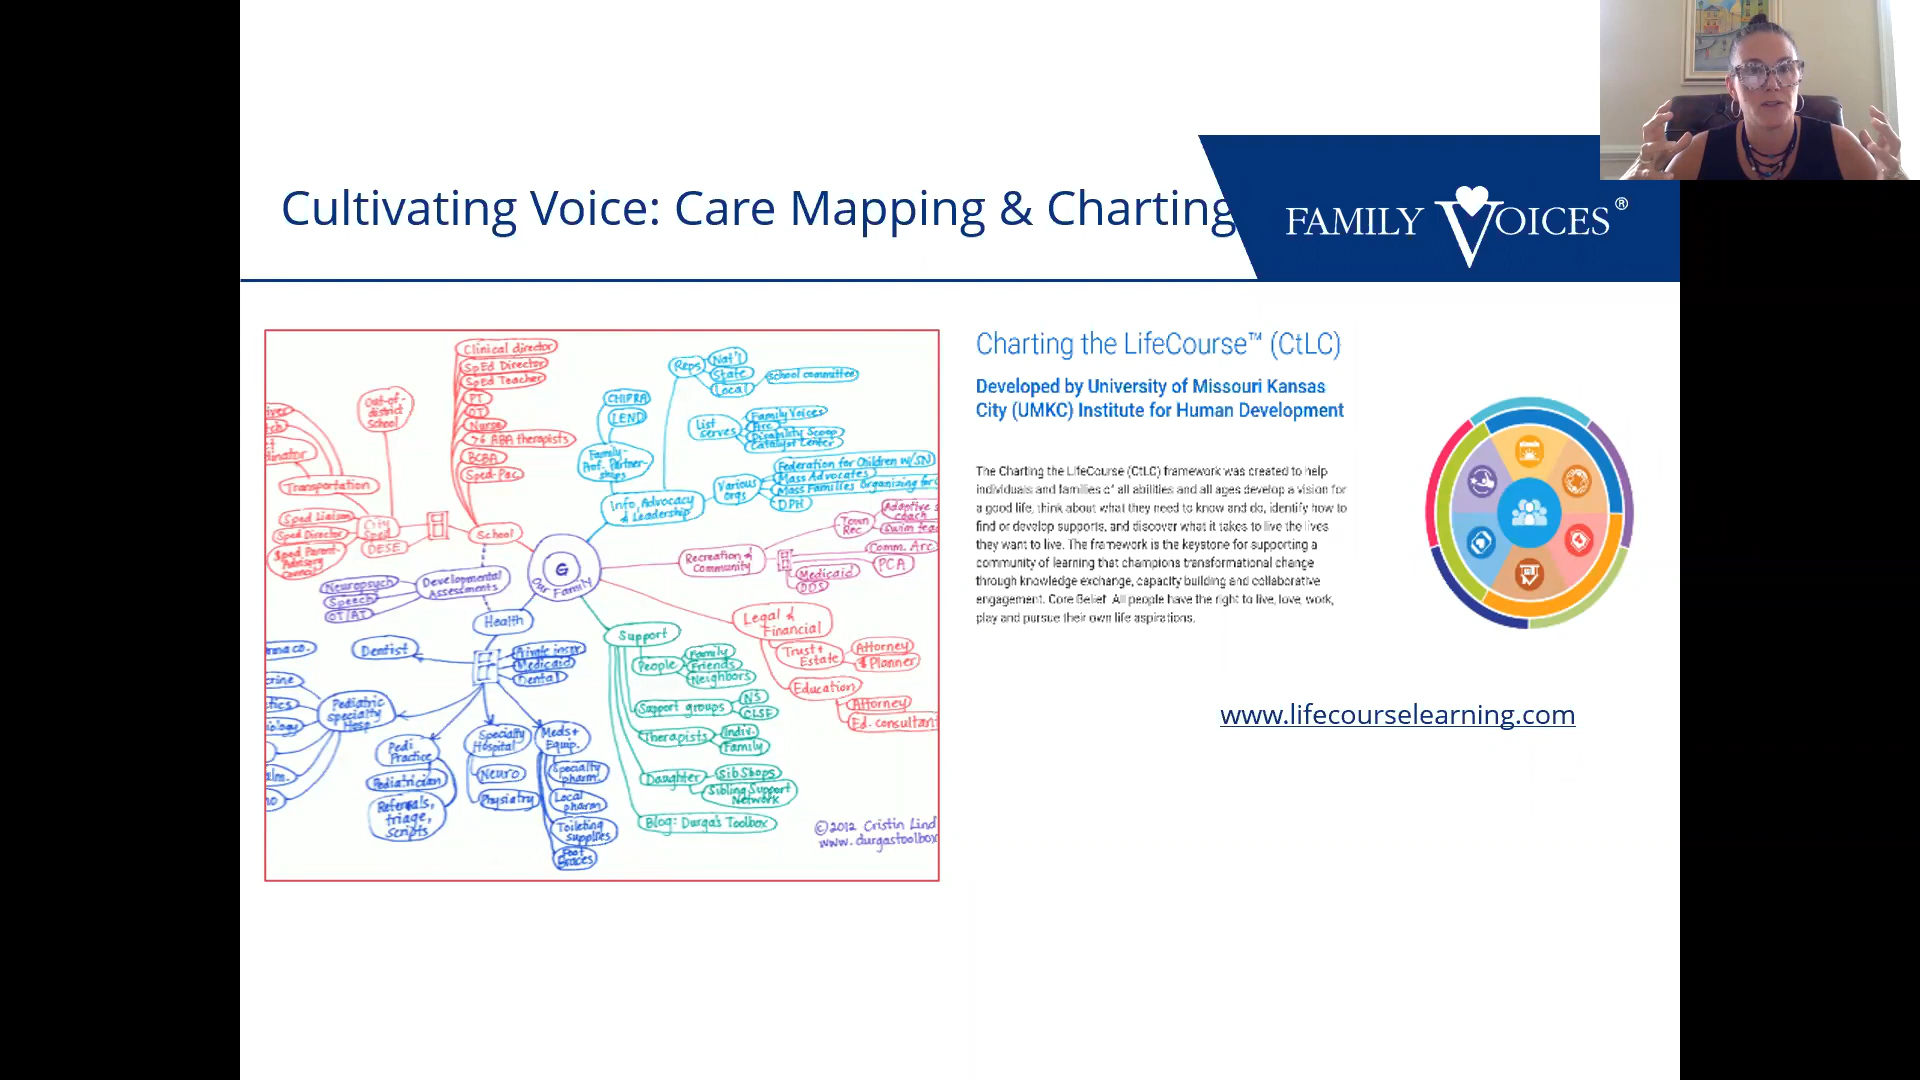 Cultivating Voice: Care Mapping & Charting
FAMILY VOICES®
Clinical director
SpEd Director
SpEd Teacher
PT
OT
Nurse
>6 ABA therapists
BCBA
Sped-Pac
Out-of-
district
School
Transportation
Sped Liaison
Sped Director
Sped Parent-
Advisory
Council
City
Sped
DESE
School
Developmental
Assessments
Neuropsych
Speech
OT/AT
Health
G
Our Family
Reps
Nat'l
State
Local
School committee
CHIPRA
LEND
Family-
Prof. Partner-
ships
List
serves
Family Voices
Arc
Disability Scoop
Catalyst Center
Info, Advocacy
& Leadership
Various
orgs
Federation for Children w/SN
Mass Advocates
Mass Families Organizing for
DPH
Recreation &
Community
Town
Rec
Adaptive
coach
Swim
Comm. Arc
PCA
Medicaid
DDS
Legal &
Financial
Trust &
Estate
Attorney
$ Planner
Education
Attorney
Ed. consultant
Support
People
Family
Friends
Neighbors
Support groups
NS
CLSE
Therapists
Indiv.
Family
Daughter
SibShops
Sibling Support
Network
Blog: Durga's Toolbox
Dentist
Private insur.
Medicaid
Dental
Pediatric
specialty
Hosp
Pedi
Practice
Pediatrician
Referrals,
triage,
scripts
Specialty
Hospital
Neuro
Physiatry
Meds +
Equip.
Specialty
pharm.
Local
pharm
Toileting
supplies
Foot
Braces
©2012 Cristin Lind
www.durgastoolbox
Charting the LifeCourse™ (CtLC)
Developed by University of Missouri Kansas
City (UMKC) Institute for Human Development
The Charting the LifeCourse (CtLC) framework was created to help
individuals and families of all abilities and all ages develop a vision for
a good life, think about what they need to know and do, identify how to
find or develop supports, and discover what it takes to live the lives
they want to live. The framework is the keystone for supporting a
community of learning that champions transformational change
through knowledge exchange, capacity building and collaborative
engagement. Core Belief: All people have the right to live, love, work,
play and pursue their own life aspirations.
www.lifecourselearning.com